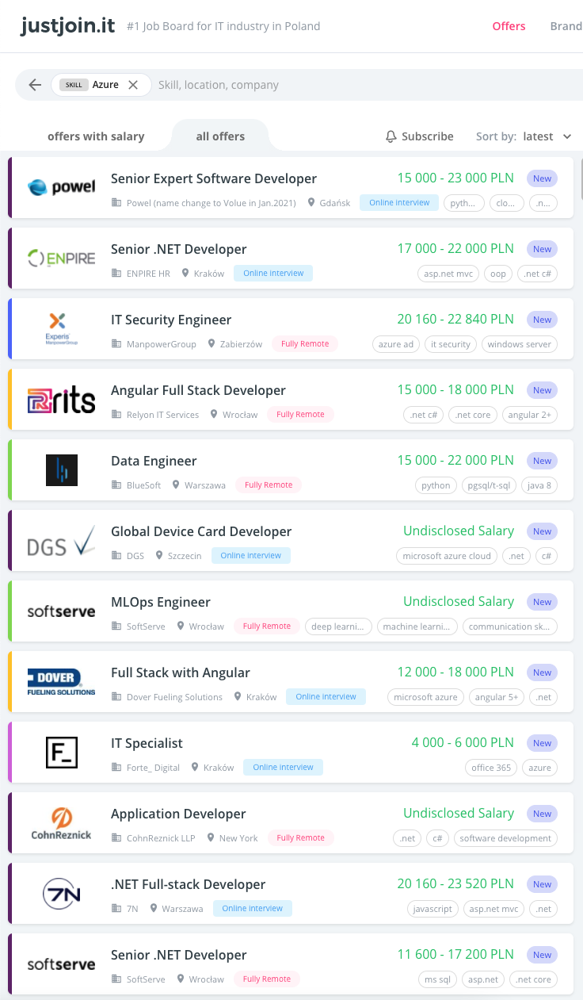 justjoin.it #1 Job Board for IT industry in Poland Offers Brand
SKILL Azure Skill, location, company
offers with salary all offers Subscribe Sort by: latest
powel Senior Expert Software Developer 15 000 - 23 000 PLN New
Powel (name change to Volue in Jan.2021) Gdańsk Online interview pyth... clo... .n...
ENPIRE Senior .NET Developer 17 000 - 22 000 PLN New
ENPIRE HR Kraków Online interview asp.net mvc oop .net c#
IT Security Engineer 20 160 - 22 840 PLN New
Experis ManpowerGroup ManpowerGroup Zabierzów Fully Remote azure ad it security windows server
rits Angular Full Stack Developer 15 000 - 18 000 PLN New
Relyon IT Services Wrocław Fully Remote .net c# .net core angular 2+
Data Engineer 15 000 - 22 000 PLN New
BlueSoft Warszawa Fully Remote python pgsql/t-sql java 8
Global Device Card Developer Undisclosed Salary New
DGS DGS Szczecin Online interview microsoft azure cloud .net c#
softserve MLOps Engineer Undisclosed Salary New
SoftServe Wrocław Fully Remote deep learni... machine learni... communication sk...
DOVER Full Stack with Angular 12 000 - 18 000 PLN New
FUELING SOLUTIONS Dover Fueling Solutions Kraków Online interview microsoft azure angular 5+ .net
F_ IT Specialist 4 000 - 6 000 PLN New
Forte_ Digital Kraków Online interview office 365 azure
Application Developer Undisclosed Salary New
CohnReznick CohnReznick LLP New York Fully Remote .net c# software development
7N .NET Full-stack Developer 20 160 - 23 520 PLN New
7N Warszawa Online interview javascript asp.net mvc .net
softserve Senior .NET Developer 11 600 - 17 200 PLN New
SoftServe Wrocław Fully Remote ms sql asp.net .net core